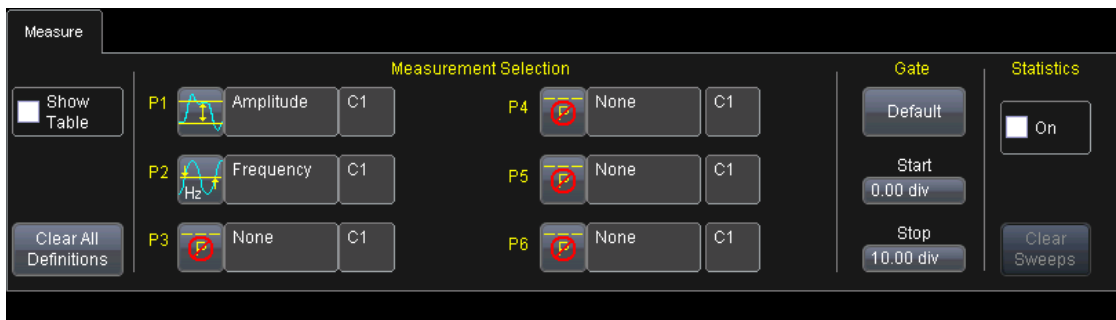 Measure
Measurement Selection
Gate
Statistics
Show
Table
P1
Amplitude
C1
P4
P
None
C1
Default
On
P2
Hz
Frequency
C1
P5
P
None
C1
Start
0.00 div
Clear All
Definitions
P3
P
None
C1
P6
P
None
C1
Stop
10.00 div
Clear
Sweeps